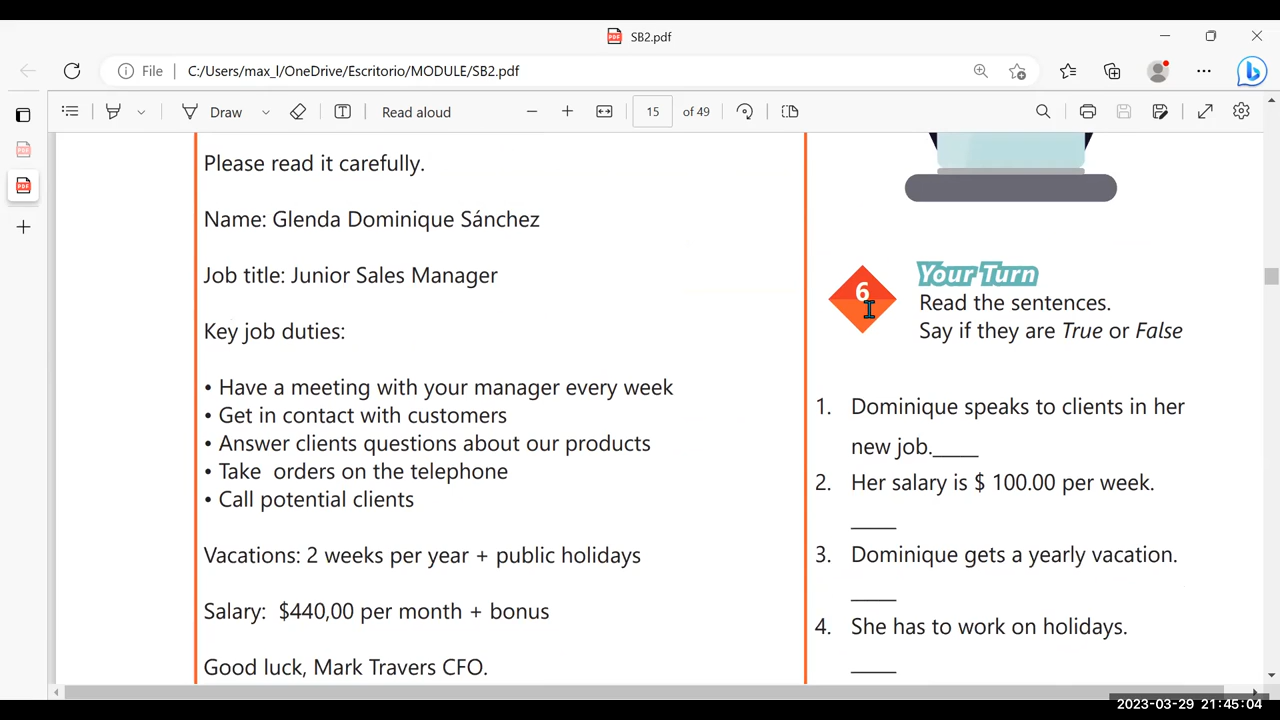 SB2.pdf
File
C:/Users/max_l/OneDrive/Escritorio/MODULE/SB2.pdf
Draw
Read aloud
15
of 49
Please read it carefully.
Name: Glenda Dominique Sánchez
Job title: Junior Sales Manager
Key job duties:
• Have a meeting with your manager every week
• Get in contact with customers
• Answer clients questions about our products
• Take  orders on the telephone
• Call potential clients
Vacations: 2 weeks per year + public holidays
Salary:  $440,00 per month + bonus
Good luck, Mark Travers CFO.
6
Your Turn
Read the sentences.
Say if they are True or False
1. Dominique speaks to clients in her
new job._____
2. Her salary is $ 100.00 per week.
_____
3. Dominique gets a yearly vacation.
_____
4. She has to work on holidays.
_____
2023-03-29 21:45:04